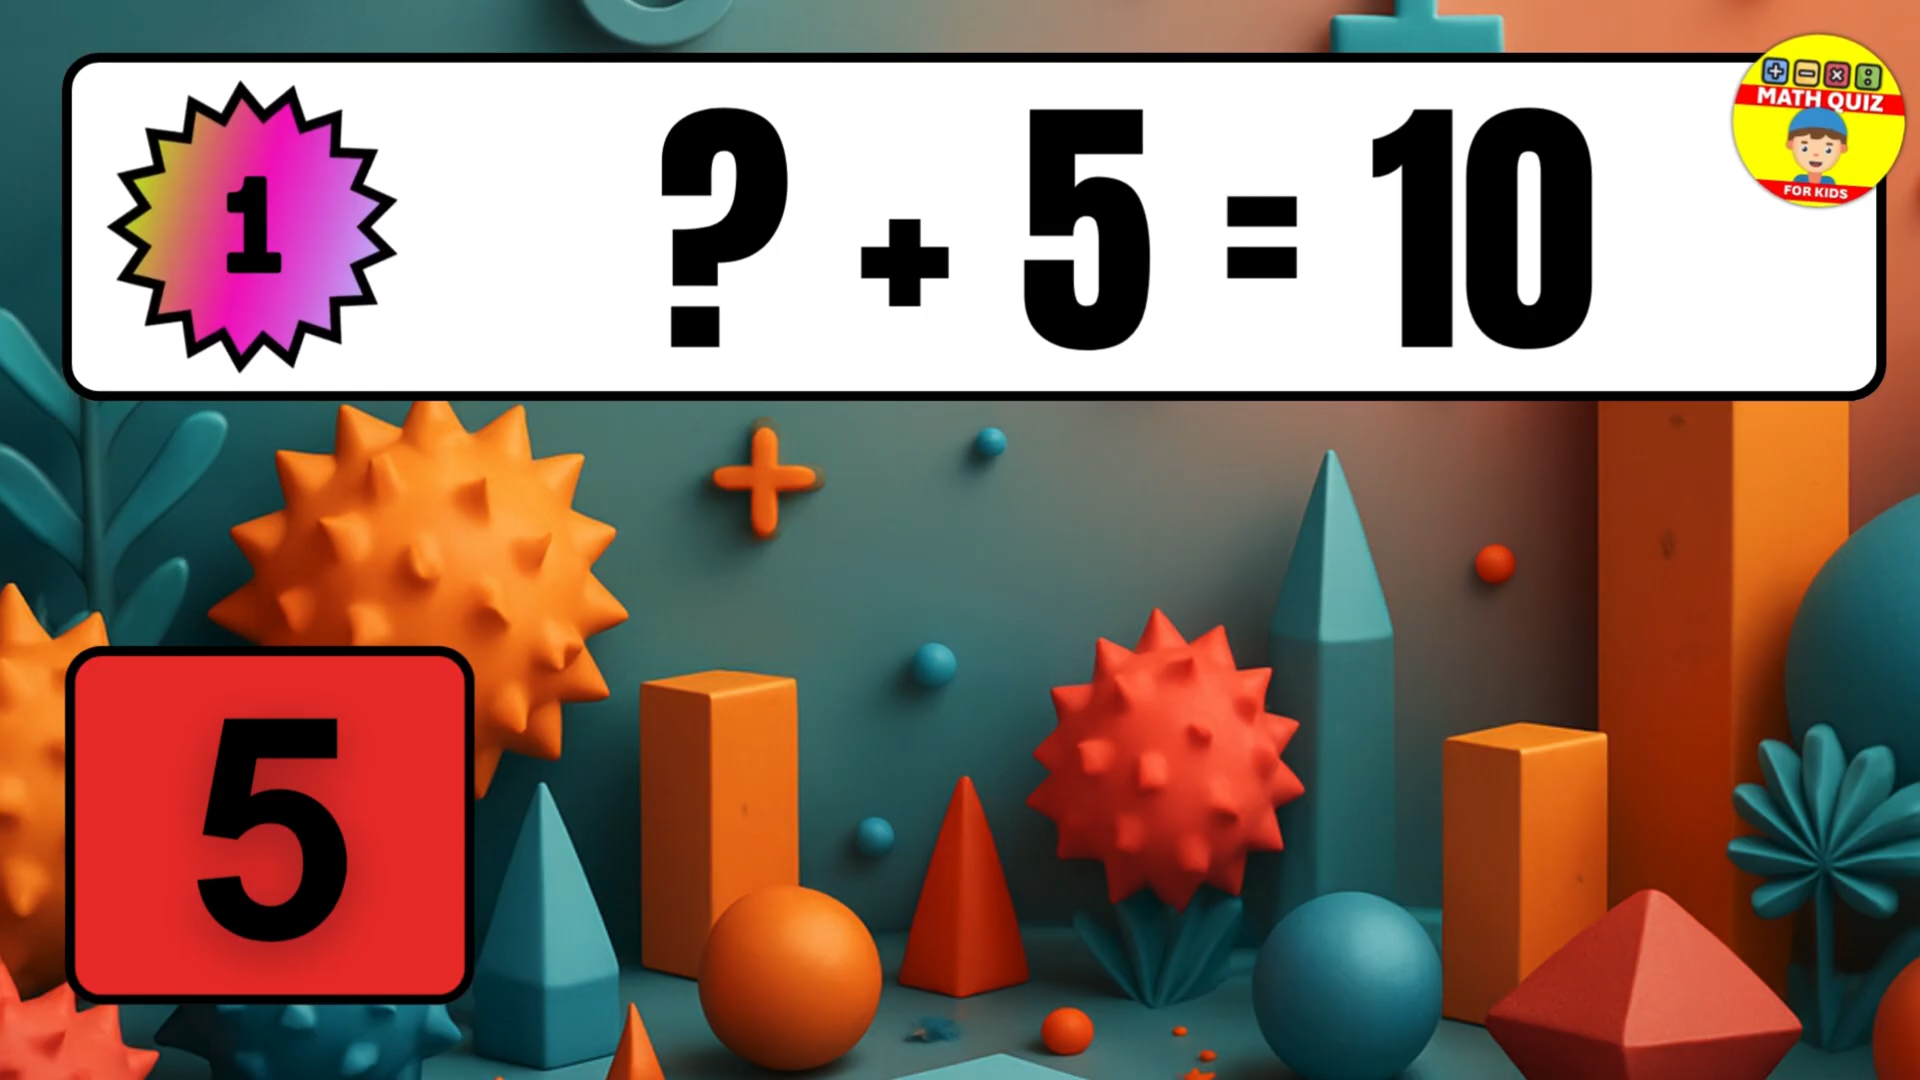 1
? + 5 = 10
+ - × :
MATH QUIZ
FOR KIDS
5